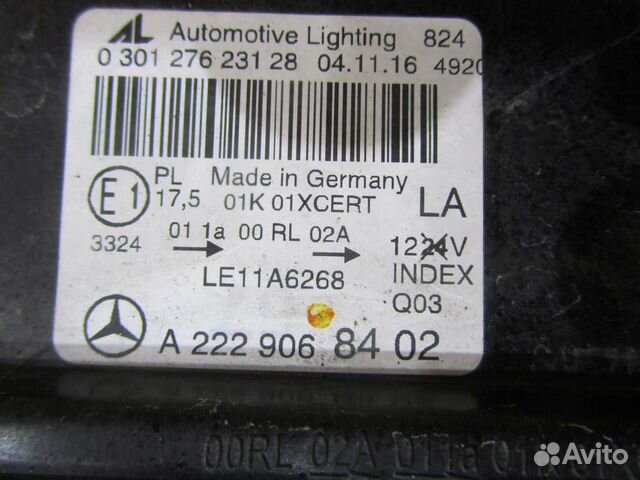 AL Automotive Lighting 824
0 301 276 231 28 04.11.16 4920
E1 PL 17,5 Made in Germany
01K 01XCERT LA
3324 01 1a 00 RL 02A 12 24V
LE11A6268 INDEX
Q03
A 222 906 84 02
00RL 02A 011a
Avito